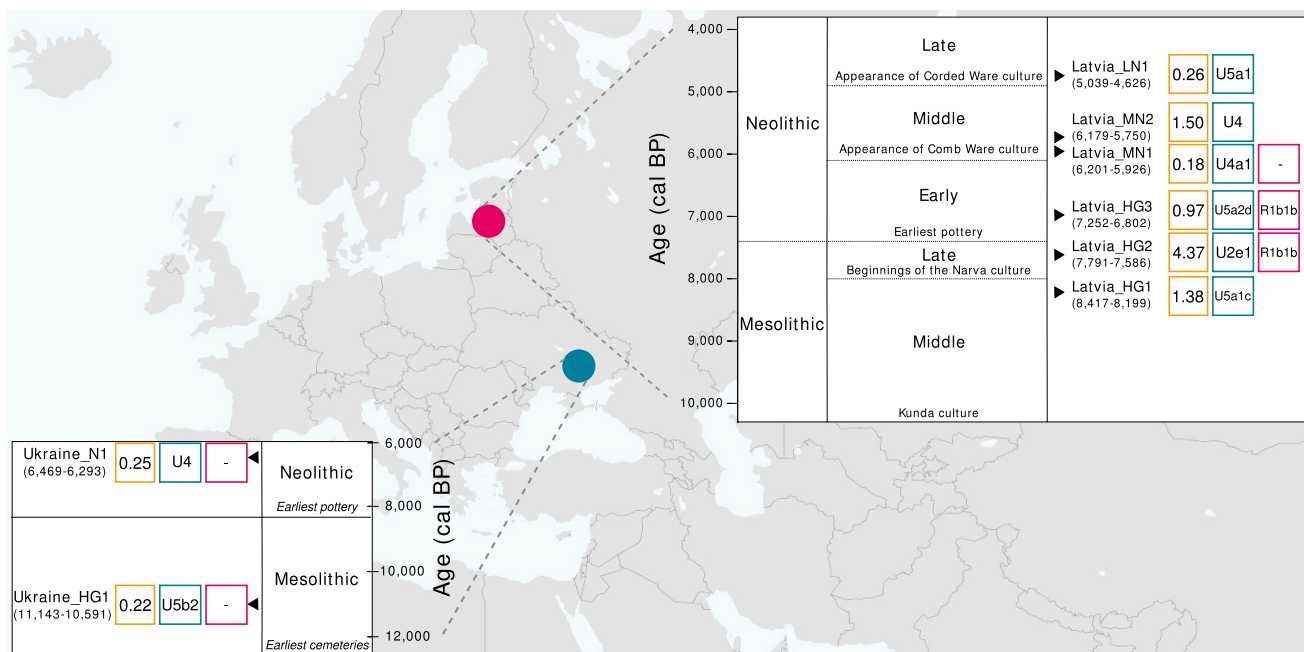 4,000
5,000
6,000
7,000
8,000
9,000
10,000
Age (cal BP)
Neolithic
Mesolithic
Late
Appearance of Corded Ware culture
Middle
Appearance of Comb Ware culture
Early
Earliest pottery
Late
Beginnings of the Narva culture
Middle
Kunda culture
Latvia_LN1 0.26 U5a1
(5,039-4,626)
Latvia_MN2 1.50 U4
(6,179-5,750)
Latvia_MN1 0.18 U4a1 -
(6,201-5,926)
Latvia_HG3 0.97 U5a2d R1b1b
(7,252-6,802)
Latvia_HG2 4.37 U2e1 R1b1b
(7,791-7,586)
Latvia_HG1 1.38 U5a1c
(8,417-8,199)
Ukraine_N1 0.25 U4 -
(6,469-6,293)
Neolithic
Earliest pottery
Ukraine_HG1 0.22 U5b2 -
(11,143-10,591)
Mesolithic
Earliest cemeteries
6,000
8,000
10,000
12,000
Age (cal BP)